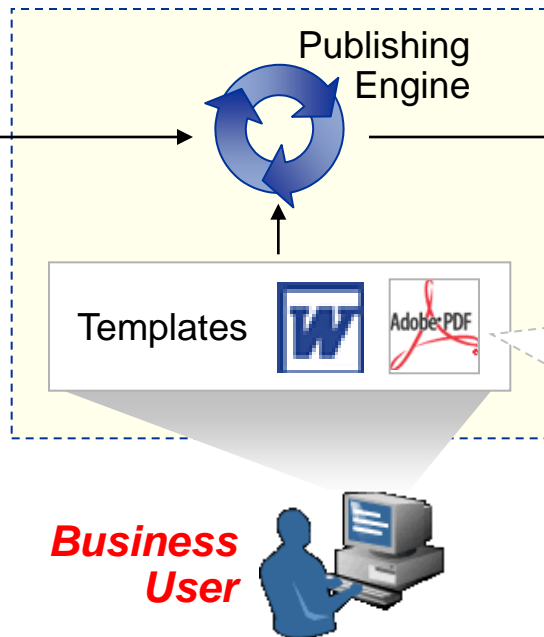 Publishing
Engine
Templates
W
Adobe PDF
Business
User